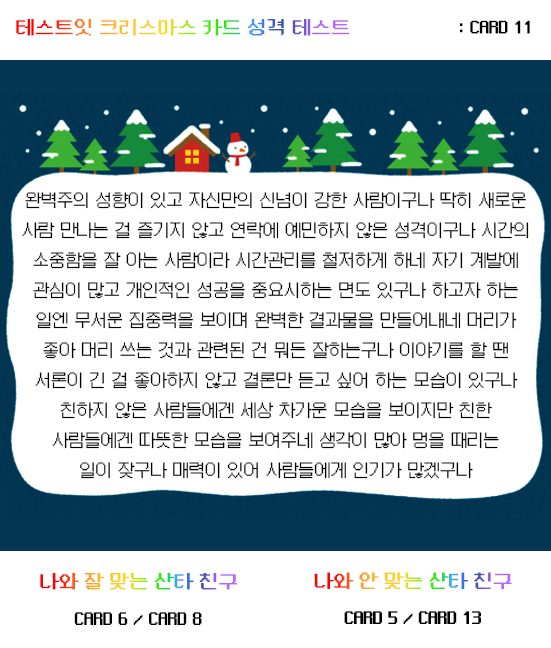 테스트잇 크리스마스 카드 성격 테스트
: CARD 11
완벽주의 성향이 있고 자신만의 신념이 강한 사람이구나 딱히 새로운
사람 만나는 걸 즐기지 않고 연락에 예민하지 않은 성격이구나 시간의
소중함을 잘 아는 사람이라 시간관리를 철저하게 하네 자기 계발에
관심이 많고 개인적인 성공을 중요시하는 면도 있구나 하고자 하는
일엔 무서운 집중력을 보이며 완벽한 결과물을 만들어내네 머리가
좋아 머리 쓰는 것과 관련된 건 뭐든 잘하는구나 이야기를 할 땐
서론이 긴 걸 좋아하지 않고 결론만 듣고 싶어 하는 모습이 있구나
친하지 않은 사람들에겐 세상 차가운 모습을 보이지만 친한
사람들에겐 따뜻한 모습을 보여주네 생각이 많아 멍을 때리는
일이 잦구나 매력이 있어 사람들에게 인기가 많겠구나
나와 잘 맞는 산타 친구
CARD 6 / CARD 8
나와 안 맞는 산타 친구
CARD 5 / CARD 13